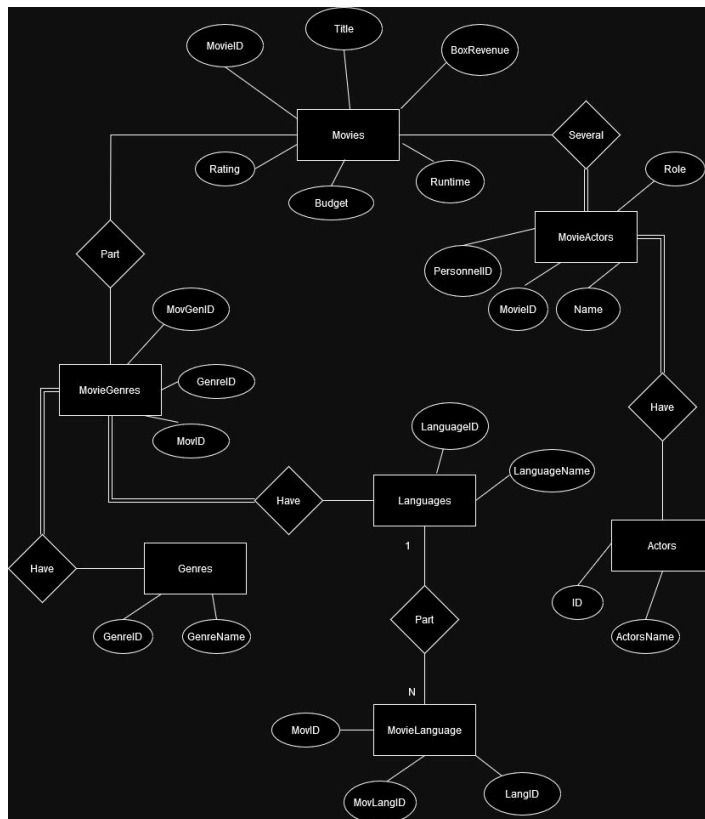 Title
MovieID
BoxRevenue
Movies
Several
Rating
Runtime
Role
Budget
Part
MovieActors
PersonnelID
MovieID
Name
MovGenID
GenreID
MovieGenres
MovID
Have
LanguageID
LanguageName
Have
Languages
1
Have
Genres
Actors
ID
GenreID
GenreName
ActorsName
Part
N
MovID
MovieLanguage
MovLangID
LangID